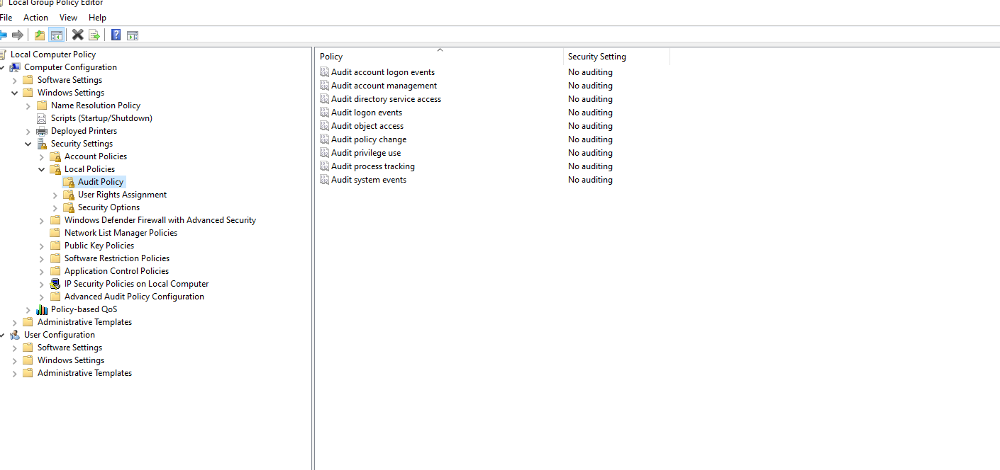 Local Group Policy Editor
File Action View Help
Local Computer Policy
Computer Configuration
Software Settings
Windows Settings
Name Resolution Policy
Scripts (Startup/Shutdown)
Deployed Printers
Security Settings
Account Policies
Local Policies
Audit Policy
User Rights Assignment
Security Options
Windows Defender Firewall with Advanced Security
Network List Manager Policies
Public Key Policies
Software Restriction Policies
Application Control Policies
IP Security Policies on Local Computer
Advanced Audit Policy Configuration
Policy-based QoS
Administrative Templates
User Configuration
Software Settings
Windows Settings
Administrative Templates
Policy Security Setting
Audit account logon events No auditing
Audit account management No auditing
Audit directory service access No auditing
Audit logon events No auditing
Audit object access No auditing
Audit policy change No auditing
Audit privilege use No auditing
Audit process tracking No auditing
Audit system events No auditing